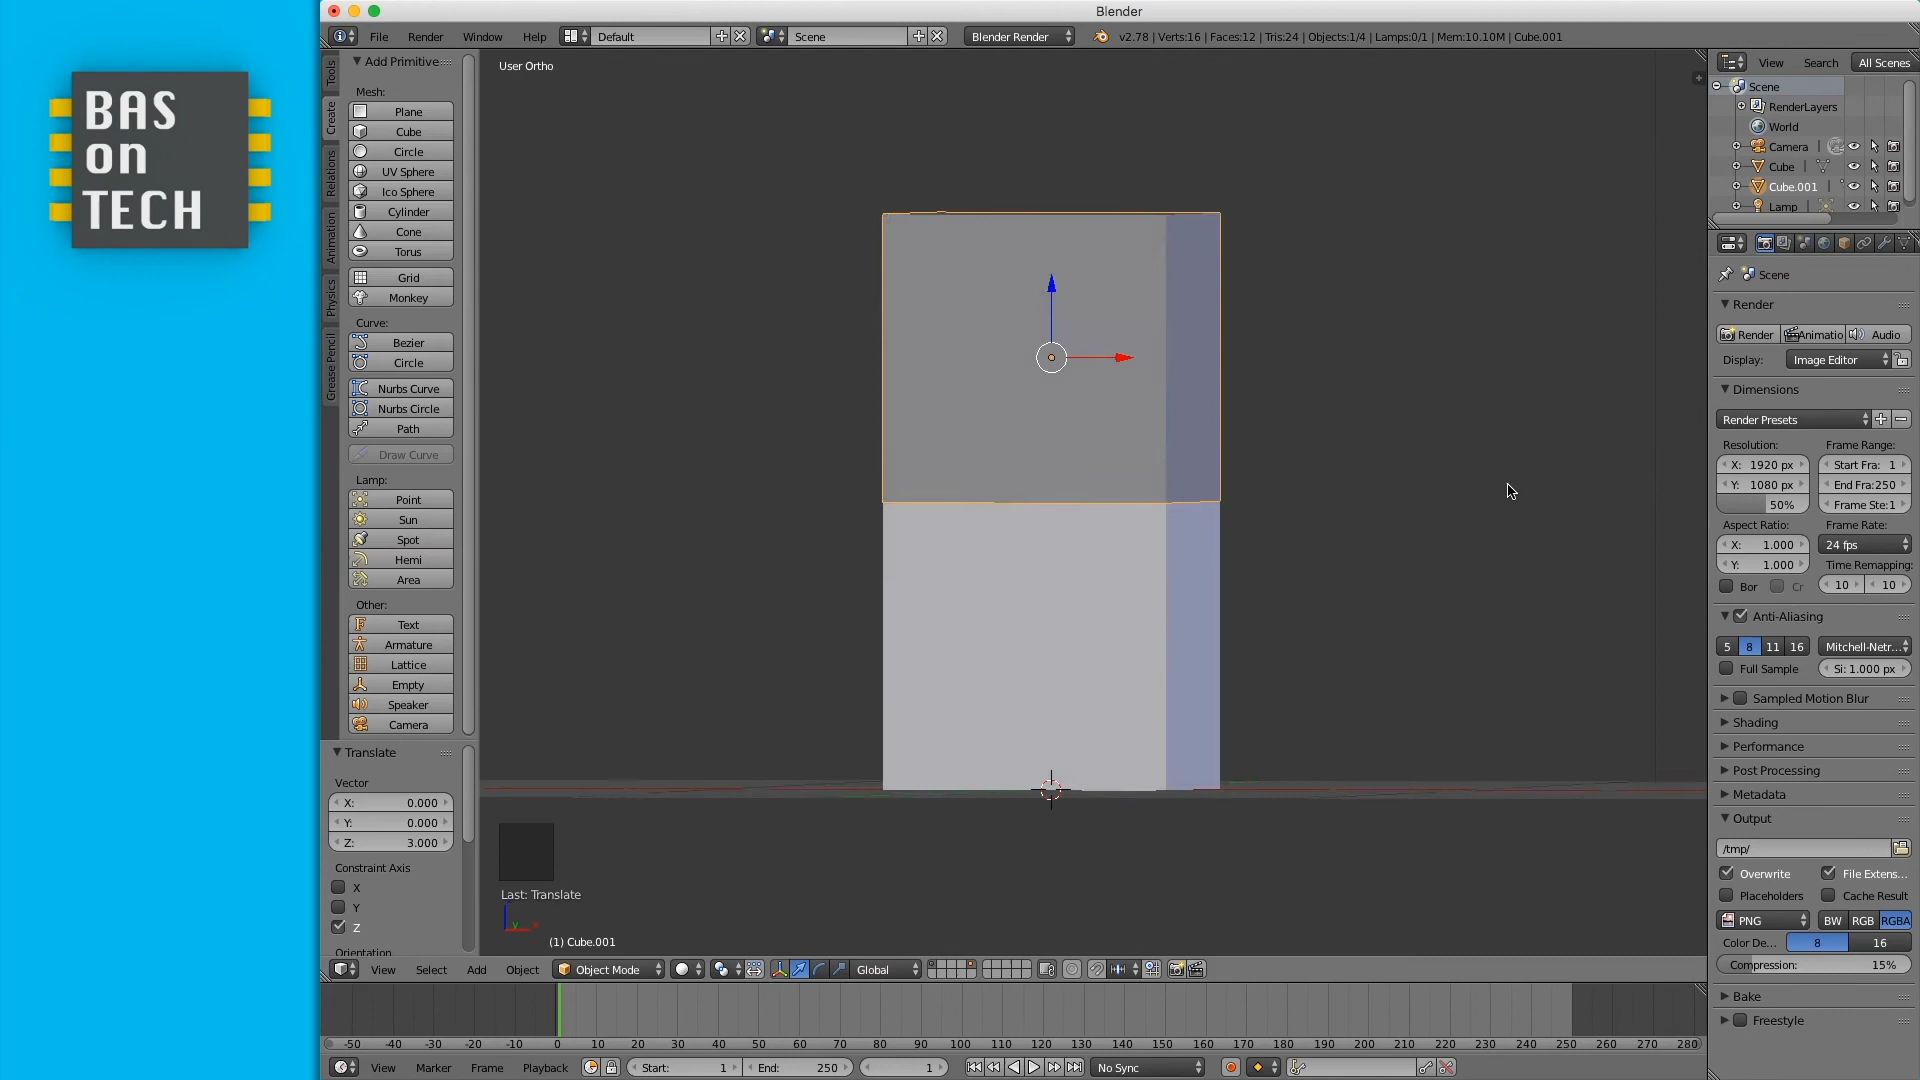 BAS
on
TECH
Blender
File Render Window Help Default Scene Blender Render v2.78 | Verts:16 | Faces:12 | Tris:24 | Objects:1/4 | Lamps:0/1 | Mem:10.10M | Cube.001
Tools
Create
Relations
Animation
Physics
Grease Pencil
Add Primitive
Mesh:
Plane
Cube
Circle
UV Sphere
Ico Sphere
Cylinder
Cone
Torus
Grid
Monkey
Curve:
Bezier
Circle
Nurbs Curve
Nurbs Circle
Path
Draw Curve
Lamp:
Point
Sun
Spot
Hemi
Area
Other:
Text
Armature
Lattice
Empty
Speaker
Camera
Translate
Vector
X: 0.000
Y: 0.000
Z: 3.000
Constraint Axis
X
Y
Z
Orientation
User Ortho
Last: Translate
(1) Cube.001
View Select Add Object Object Mode Global
-50 -40 -30 -20 -10 0 10 20 30 40 50 60 70 80 90 100 110 120 130 140 150 160 170 180 190 200 210 220 230 240 250 260 270 280
View Marker Frame Playback Start: 1 End: 250 1 No Sync
View Search All Scenes
Scene
RenderLayers
World
Camera
Cube
Cube.001
Lamp
Scene
Render
Render Animatio Audio
Display: Image Editor
Dimensions
Render Presets
Resolution: Frame Range:
X: 1920 px Start Fra: 1
Y: 1080 px End Fra:250
50% Frame Ste:1
Aspect Ratio: Frame Rate:
X: 1.000 24 fps
Y: 1.000 Time Remapping:
Bor Cr 10 10
Anti-Aliasing
5 8 11 16 Mitchell-Netr...
Full Sample Si: 1.000 px
Sampled Motion Blur
Shading
Performance
Post Processing
Metadata
Output
/tmp/
Overwrite File Extens...
Placeholders Cache Result
PNG BW RGB RGBA
Color De... 8 16
Compression: 15%
Bake
Freestyle